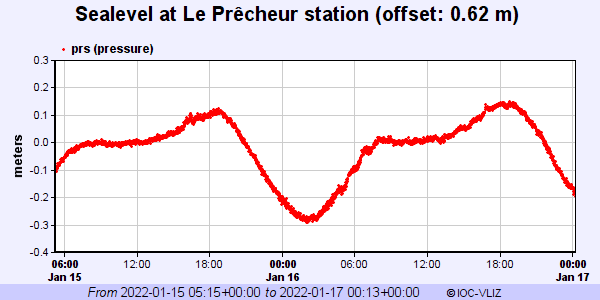 Sealevel at Le Prêcheur station (offset: 0.62 m)
prs (pressure)
meters
0.3
0.2
0.1
0.0
-0.1
-0.2
-0.3
-0.4
06:00 12:00 18:00 00:00 06:00 12:00 18:00 00:00
Jan 15 Jan 16 Jan 17
From 2022-01-15 05:15+00:00 to 2022-01-17 00:13+00:00 © IOC-VLIZ